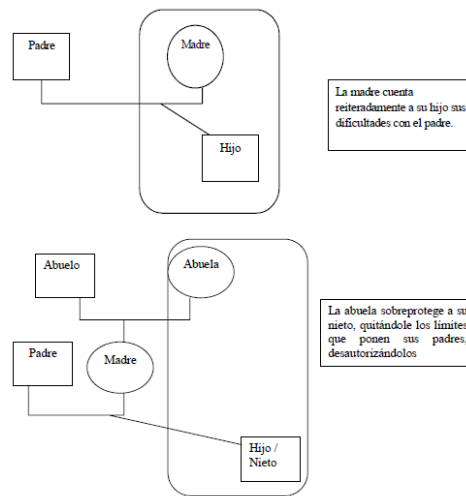 Padre
Madre
Hijo
La madre cuenta
reiteradamente a su hijo sus
dificultades con el padre.
Abuelo
Abuela
Padre
Madre
Hijo /
Nieto
La abuela sobreprotege a su
nieto, quitándole los límites
que ponen sus padres,
desautorizándolos